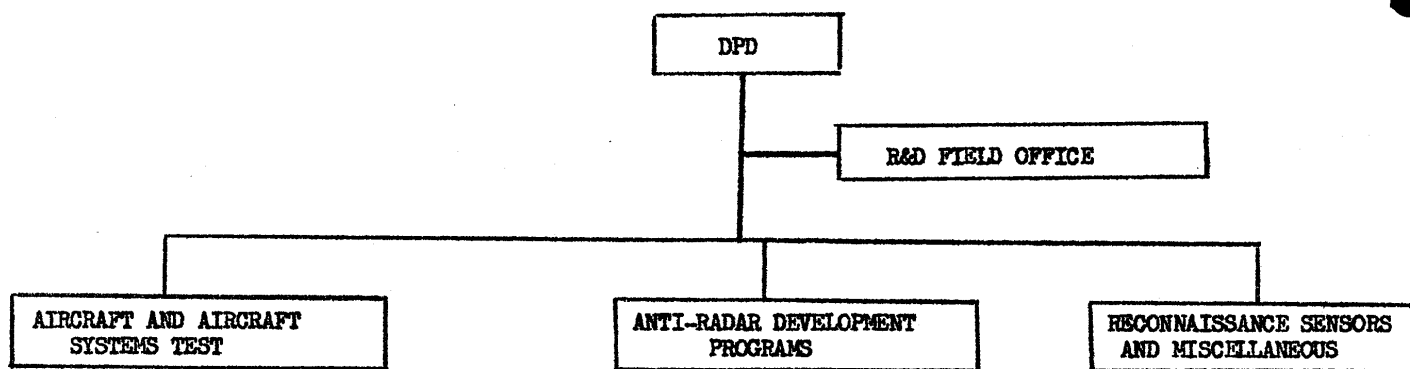 DPD
R&D FIELD OFFICE
AIRCRAFT AND AIRCRAFT
SYSTEMS TEST
ANTI-RADAR DEVELOPMENT
PROGRAMS
RECONNAISSANCE SENSORS
AND MISCELLANEOUS